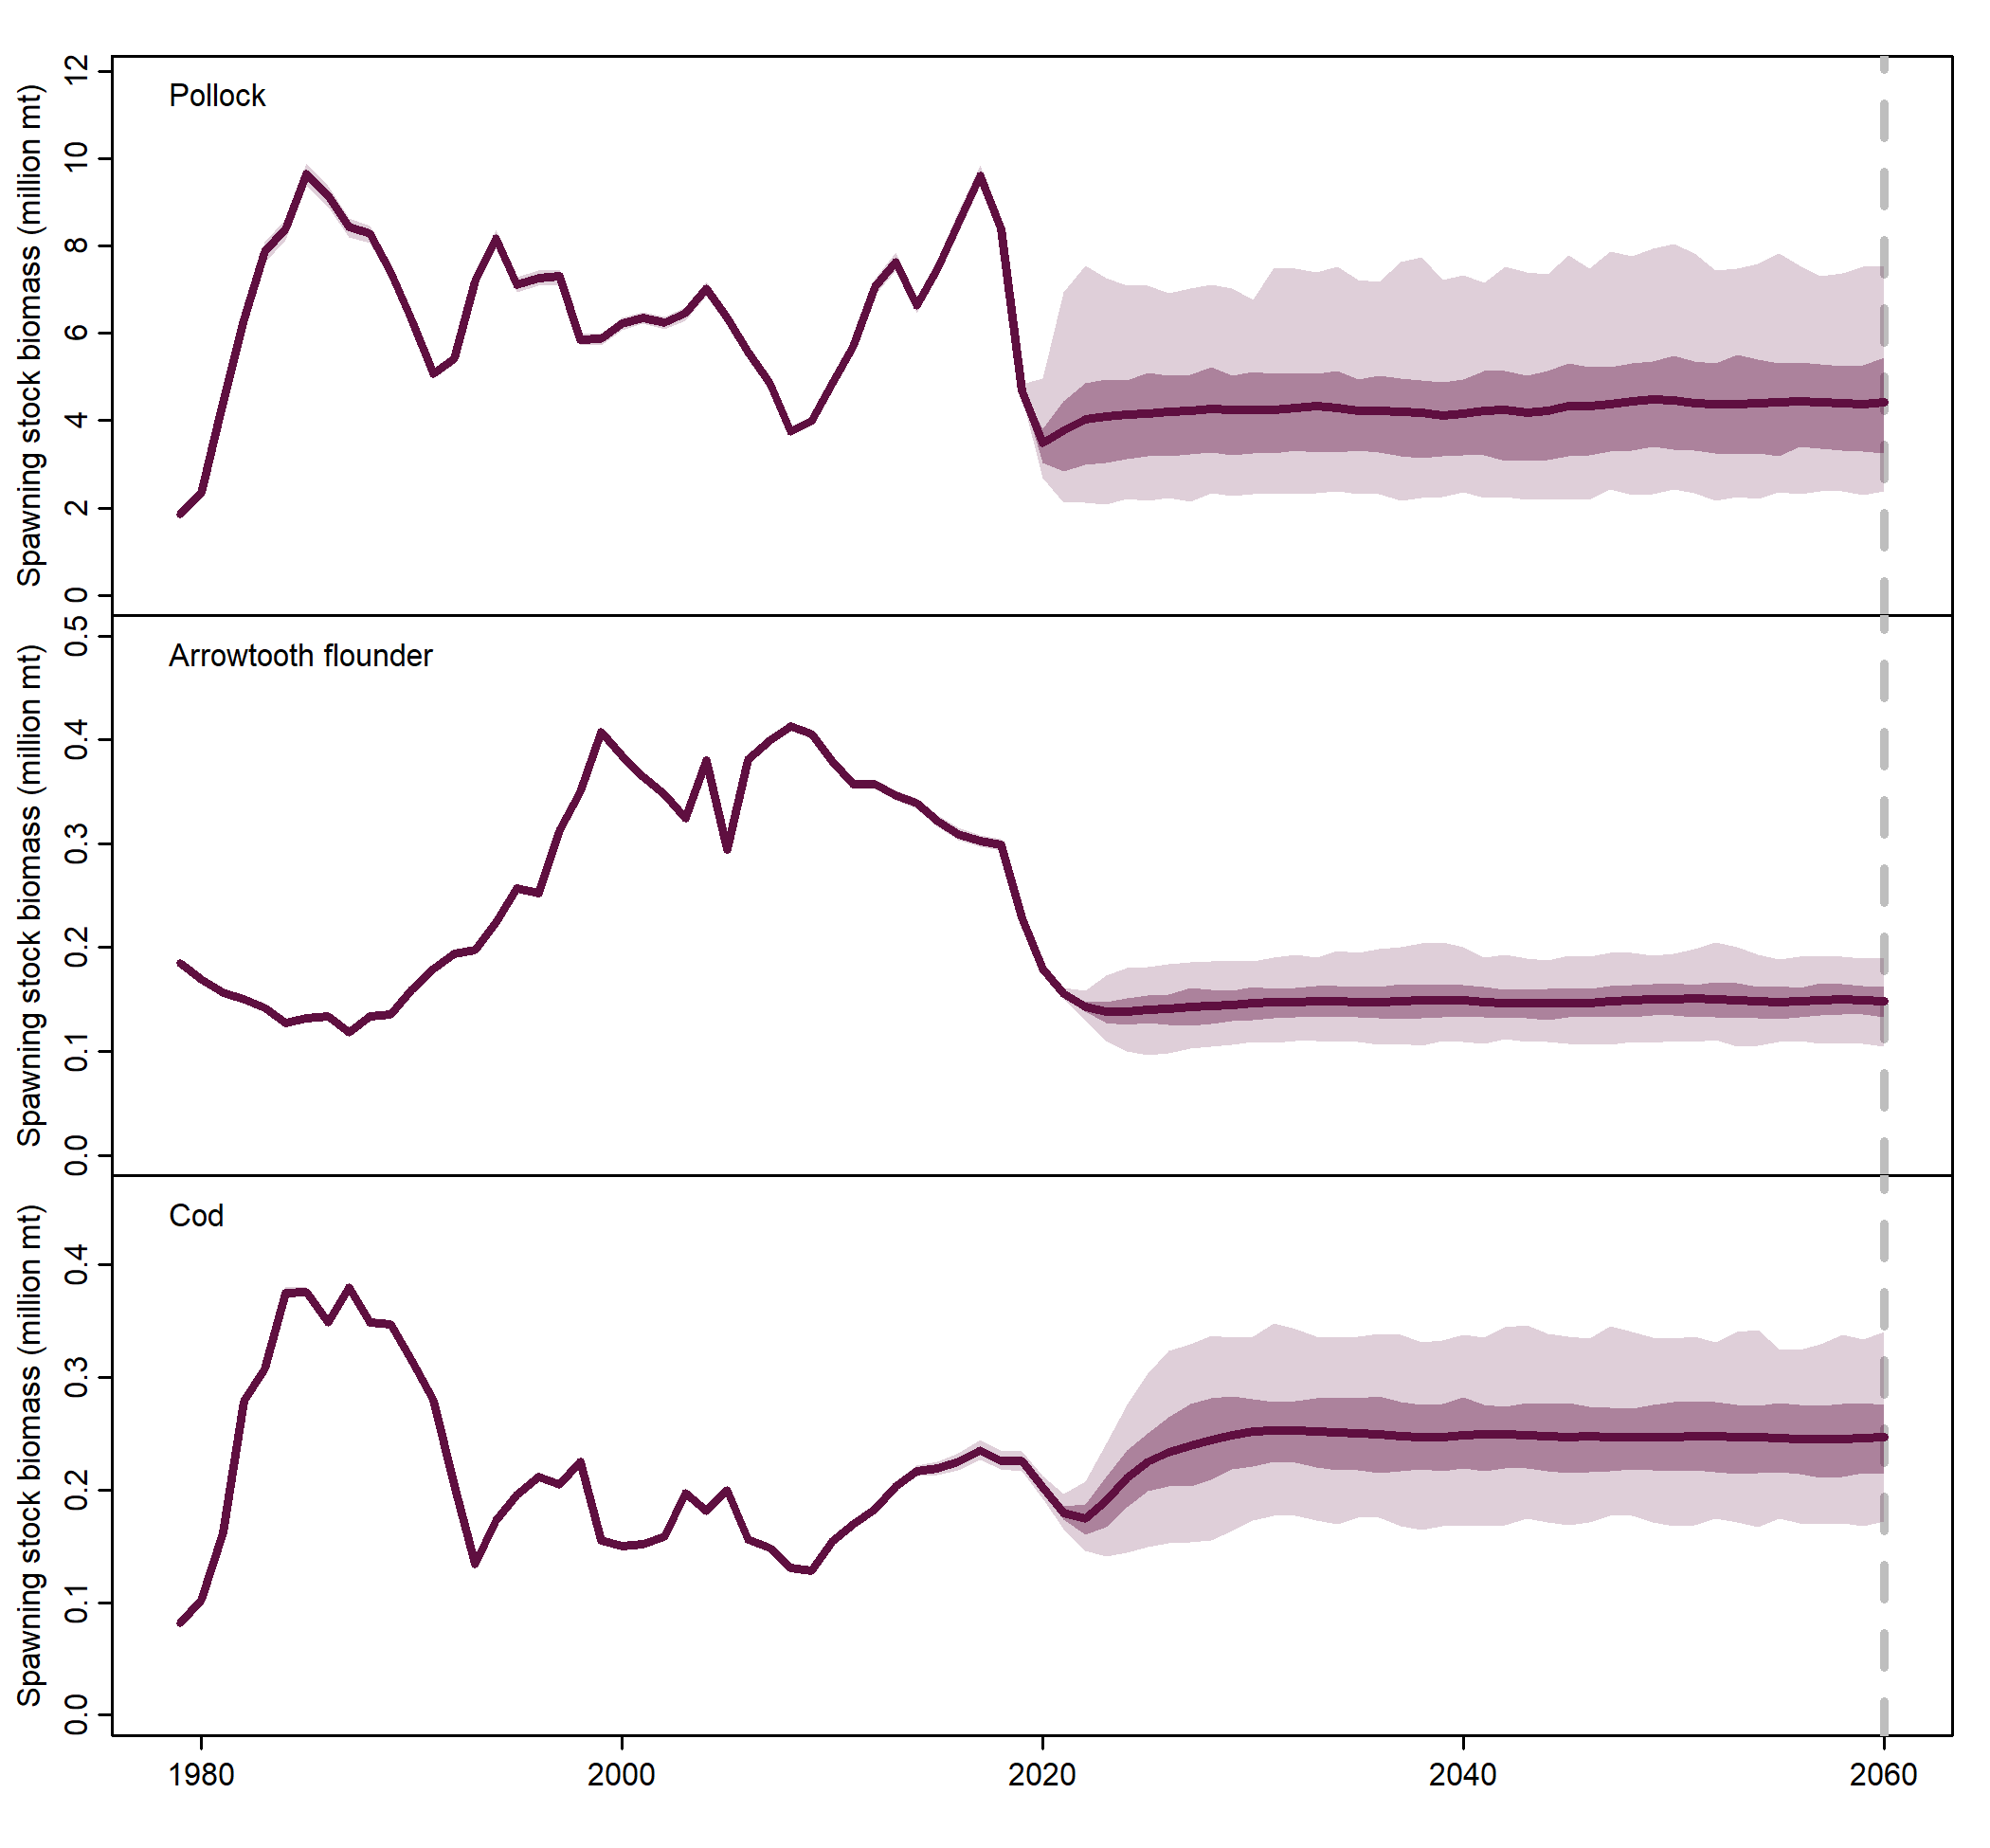 Spawning stock biomass (million mt)
12
10
8
6
4
2
0
Pollock
Spawning stock biomass (million mt)
0.5
0.4
0.3
0.2
0.1
0.0
Arrowtooth flounder
Spawning stock biomass (million mt)
0.4
0.3
0.2
0.1
0.0
Cod
1980 2000 2020 2040 2060